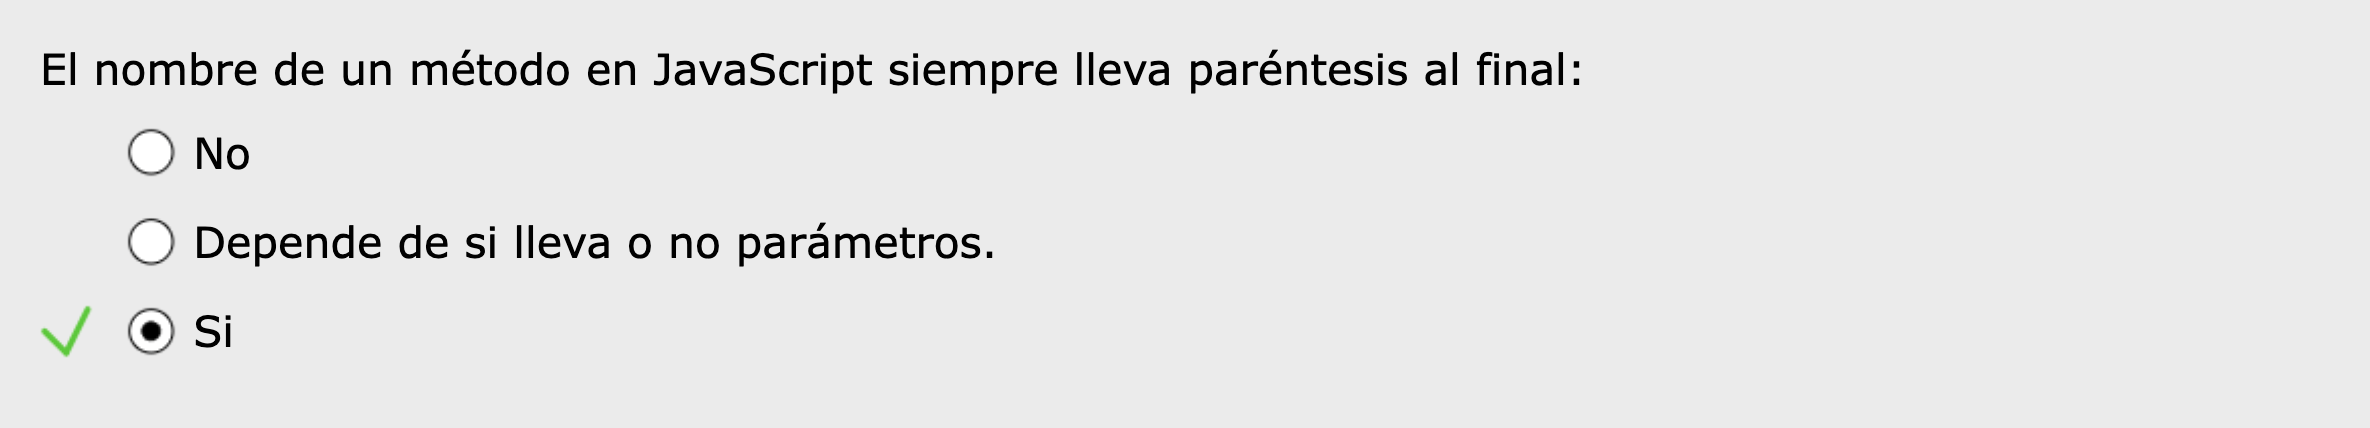 El nombre de un método en JavaScript siempre lleva paréntesis al final:
No
Depende de si lleva o no parámetros.
Si